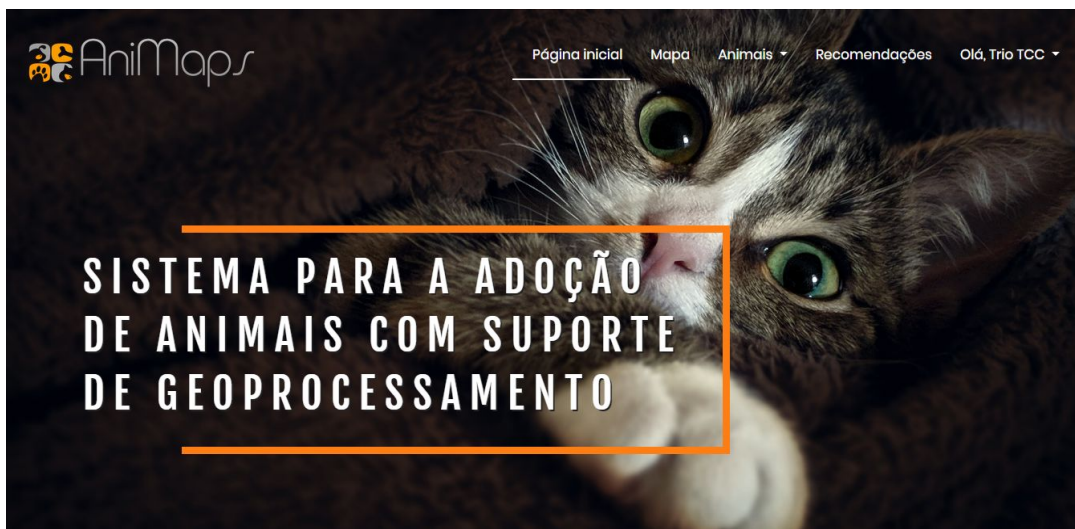 AniMaps
Página inicial
Mapa
Animais
Recomendações
Olá, Trio TCC
SISTEMA PARA A ADOÇÃO
DE ANIMAIS COM SUPORTE
DE GEOPROCESSAMENTO